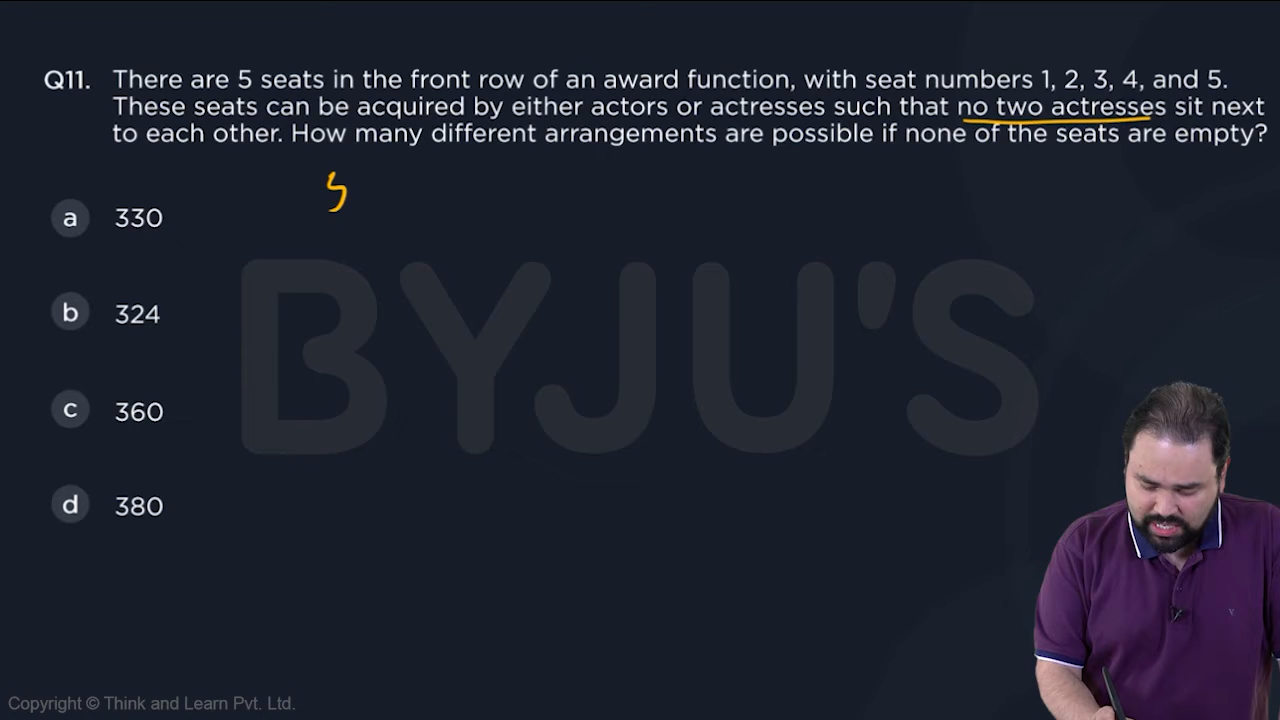 Q11. There are 5 seats in the front row of an award function, with seat numbers 1, 2, 3, 4, and 5.
These seats can be acquired by either actors or actresses such that no two actresses sit next
to each other. How many different arrangements are possible if none of the seats are empty?
5
a 330
b 324
c 360
d 380
BYJU'S
Copyright © Think and Learn Pvt. Ltd.